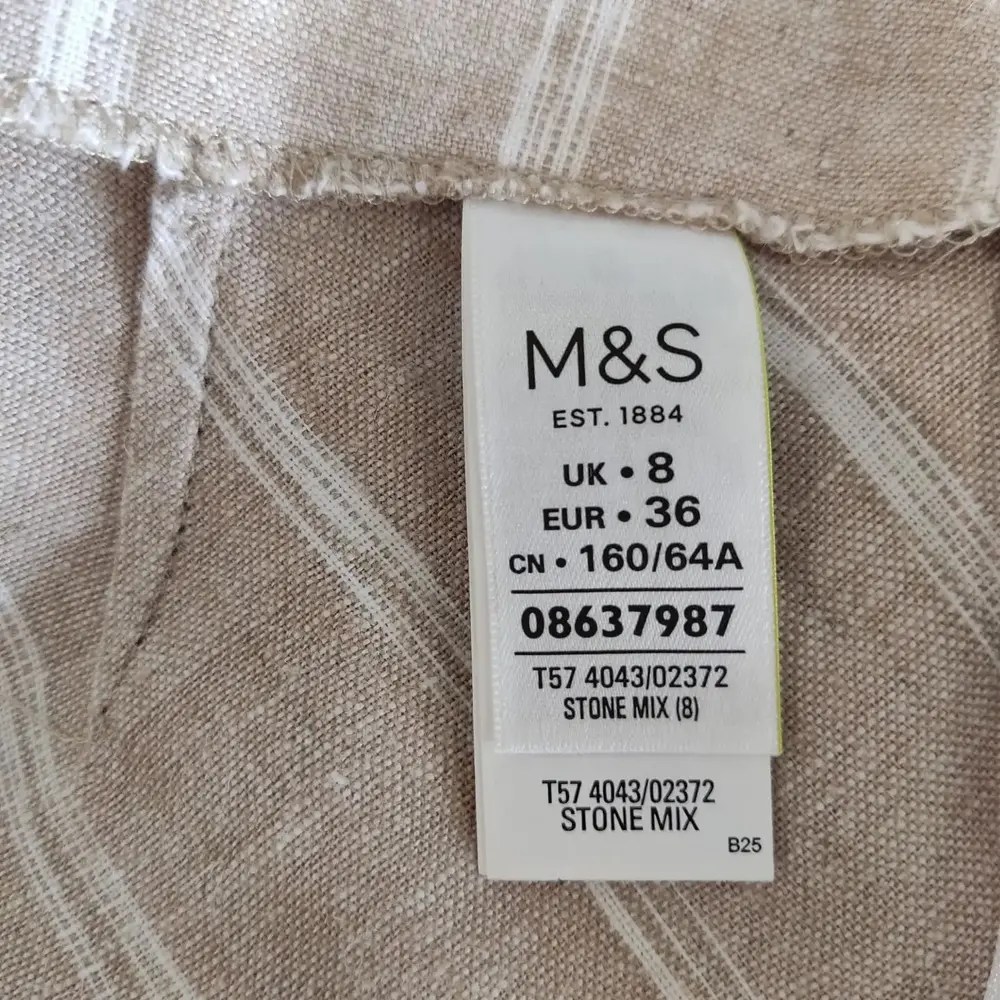 M&S
EST. 1884
UK • 8
EUR • 36
CN • 160/64A
08637987
T57 4043/02372
STONE MIX (8)
T57 4043/02372
STONE MIX
B25